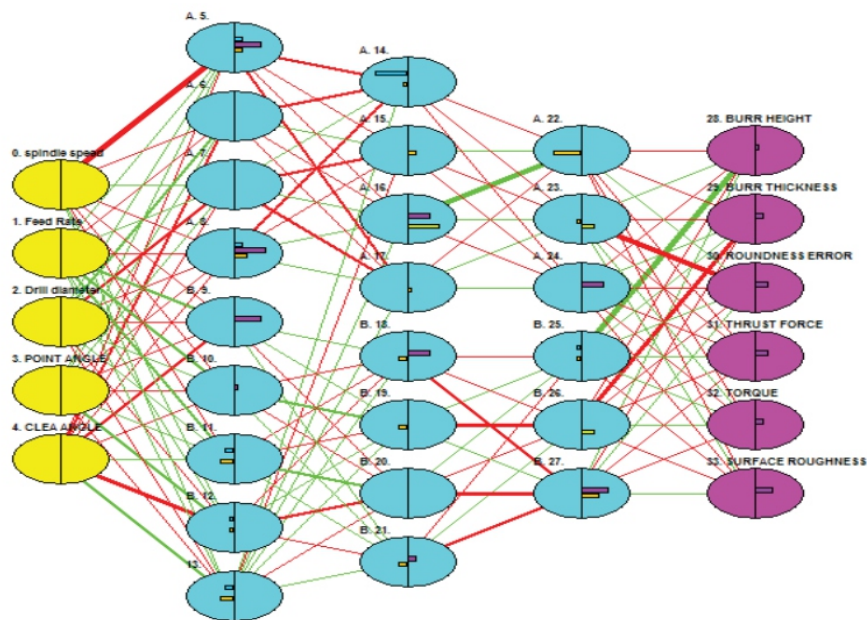 0. spindle speed
1. Feed Rate
2. Drill diameter
3. POINT ANGLE
4. CLEA ANGLE
A. 5.
A. 6.
A. 7.
A. 8.
B. 9.
B. 10.
B. 11.
B. 12.
13.
A. 14.
A. 15.
A. 16.
A. 17.
B. 18.
B. 19.
B. 20.
B. 21.
A. 22.
A. 23.
A. 24.
B. 25.
B. 26.
B. 27.
28. BURR HEIGHT
29. BURR THICKNESS
30. ROUNDNESS ERROR
31. THRUST FORCE
32. TORQUE
33. SURFACE ROUGHNESS